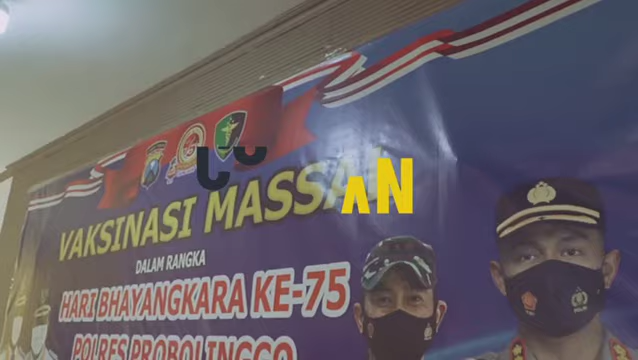 VAKSINASI MASSAL
DALAM RANGKA
HARI BHAYANGKARA KE-75
POLRES PROBOLINGGO